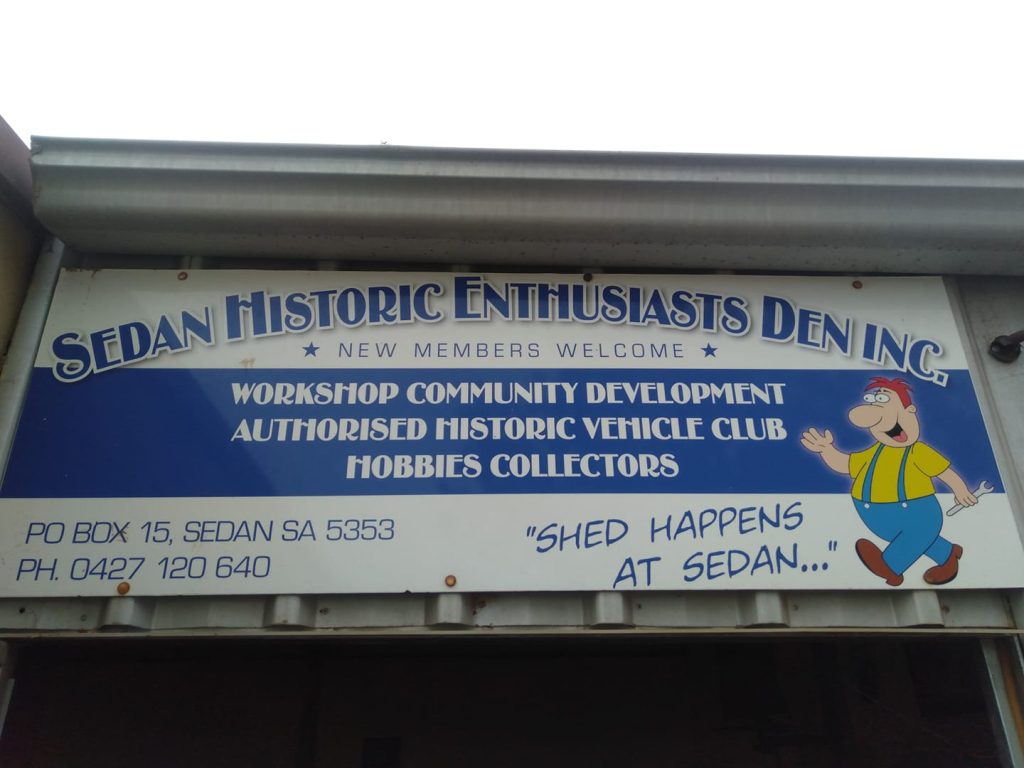 SEDAN HISTORIC ENTHUSIASTS DEN INC.
★ NEW MEMBERS WELCOME ★
WORKSHOP COMMUNITY DEVELOPMENT
AUTHORISED HISTORIC VEHICLE CLUB
HOBBIES COLLECTORS
PO BOX 15, SEDAN SA 5353
PH. 0427 120 640
"SHED HAPPENS
AT SEDAN..."